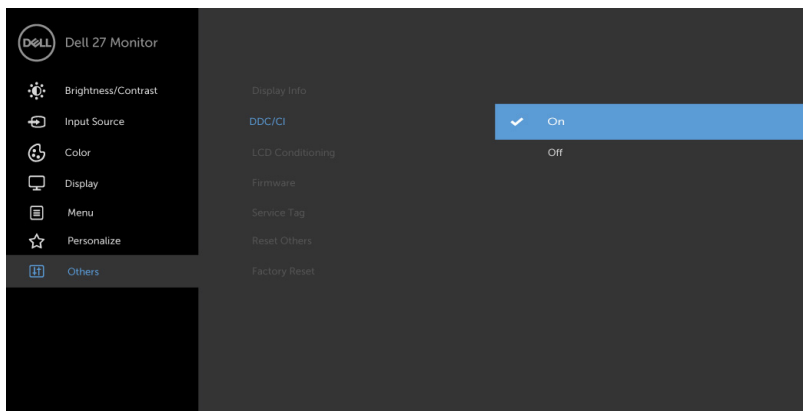 DELL Dell 27 Monitor
Brightness/Contrast
Input Source
Color
Display
Menu
Personalize
Others
Display Info
DDC/CI
LCD Conditioning
Firmware
Service Tag
Reset Others
Factory Reset
On
Off